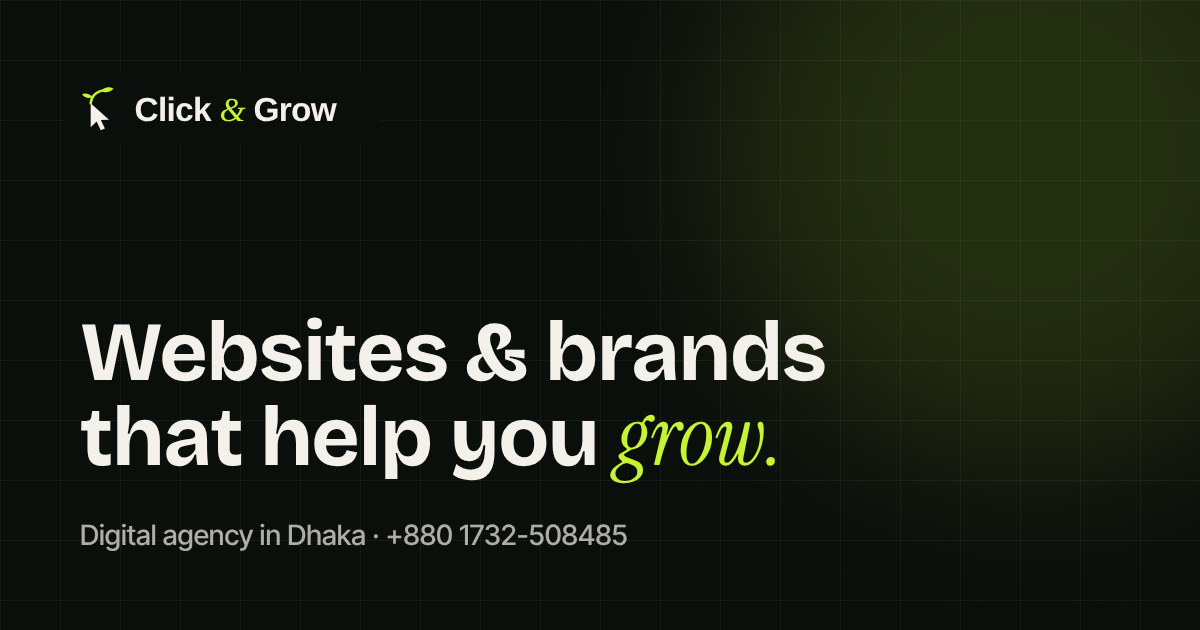 Click & Grow
Websites & brands
that help you grow.
Digital agency in Dhaka · +880 1732-508485